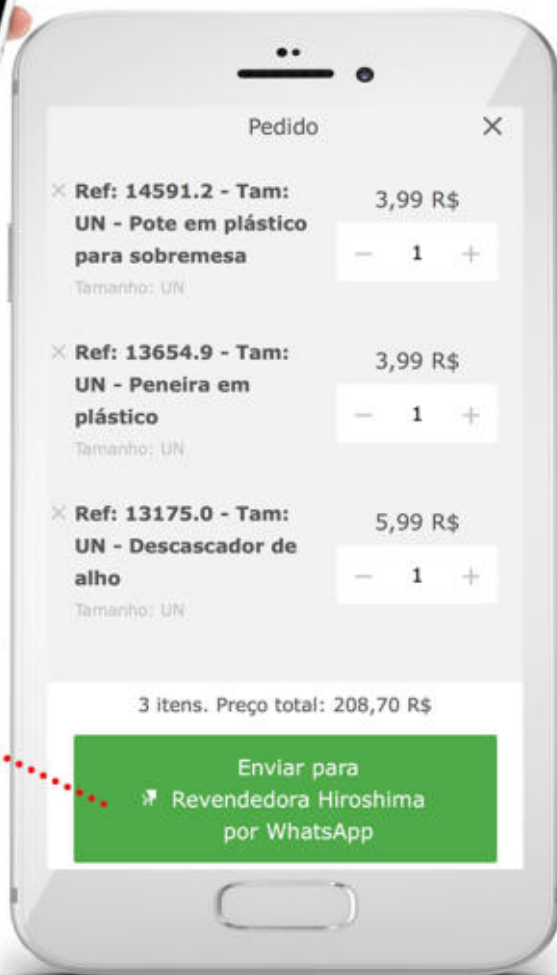 Pedido
Ref: 14591.2 - Tam:
UN - Pote em plástico
para sobremesa
Tamanho: UN
3,99 R$
1
Ref: 13654.9 - Tam:
UN - Peneira em
plástico
Tamanho: UN
3,99 R$
1
Ref: 13175.0 - Tam:
UN - Descascador de
alho
Tamanho: UN
5,99 R$
1
3 itens. Preço total: 208,70 R$
Enviar para
Revendedora Hiroshima
por WhatsApp